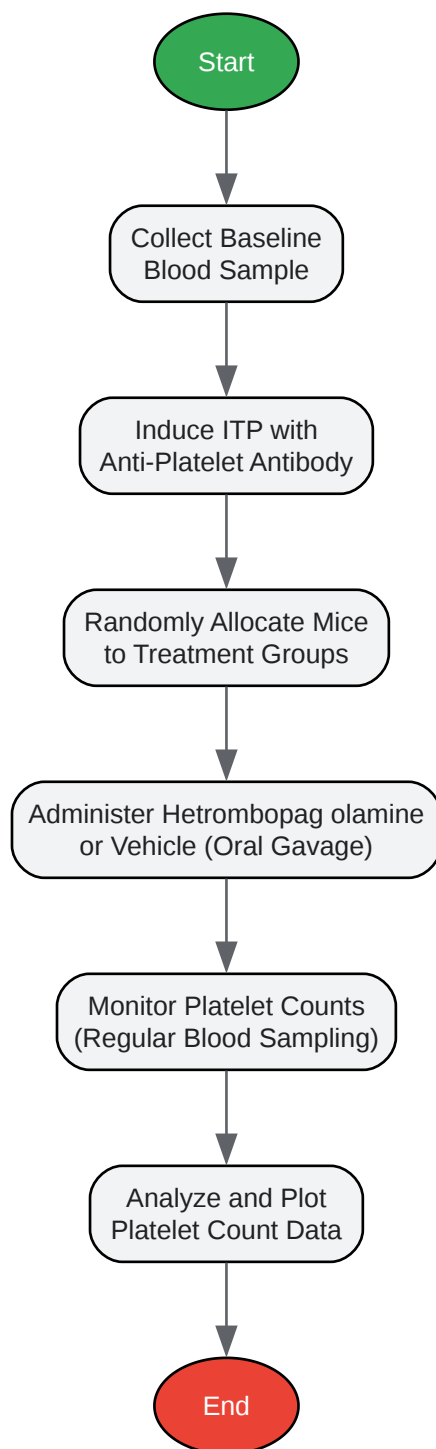 Start
Collect Baseline
Blood Sample
Induce ITP with
Anti-Platelet Antibody
Randomly Allocate Mice
to Treatment Groups
Administer Hetrombopag olamine
or Vehicle (Oral Gavage)
Monitor Platelet Counts
(Regular Blood Sampling)
Analyze and Plot
Platelet Count Data
End